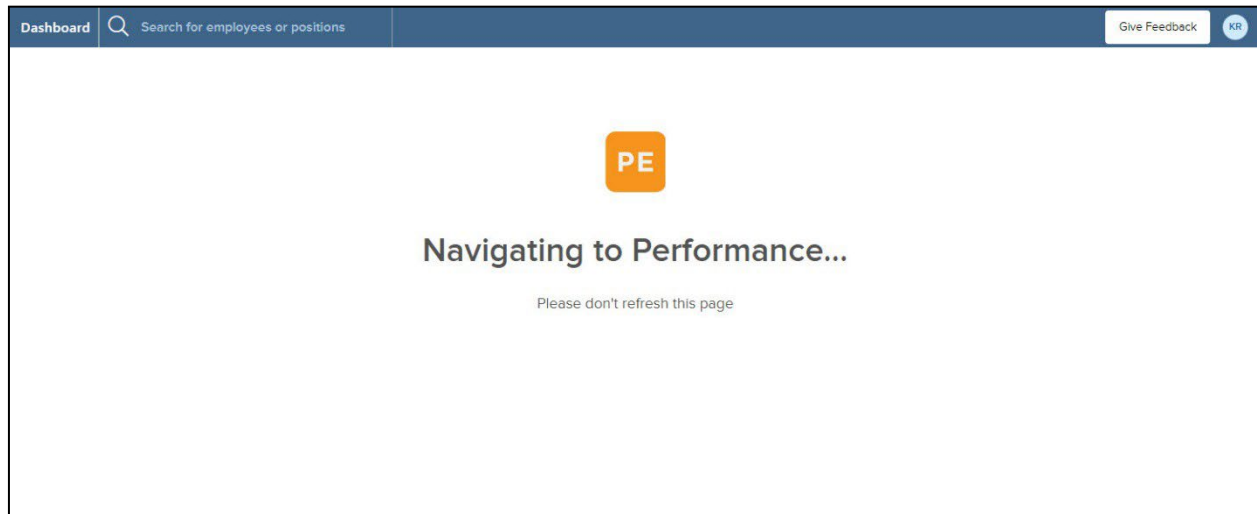 Dashboard Search for employees or positions Give Feedback KR
PE
Navigating to Performance...
Please don't refresh this page